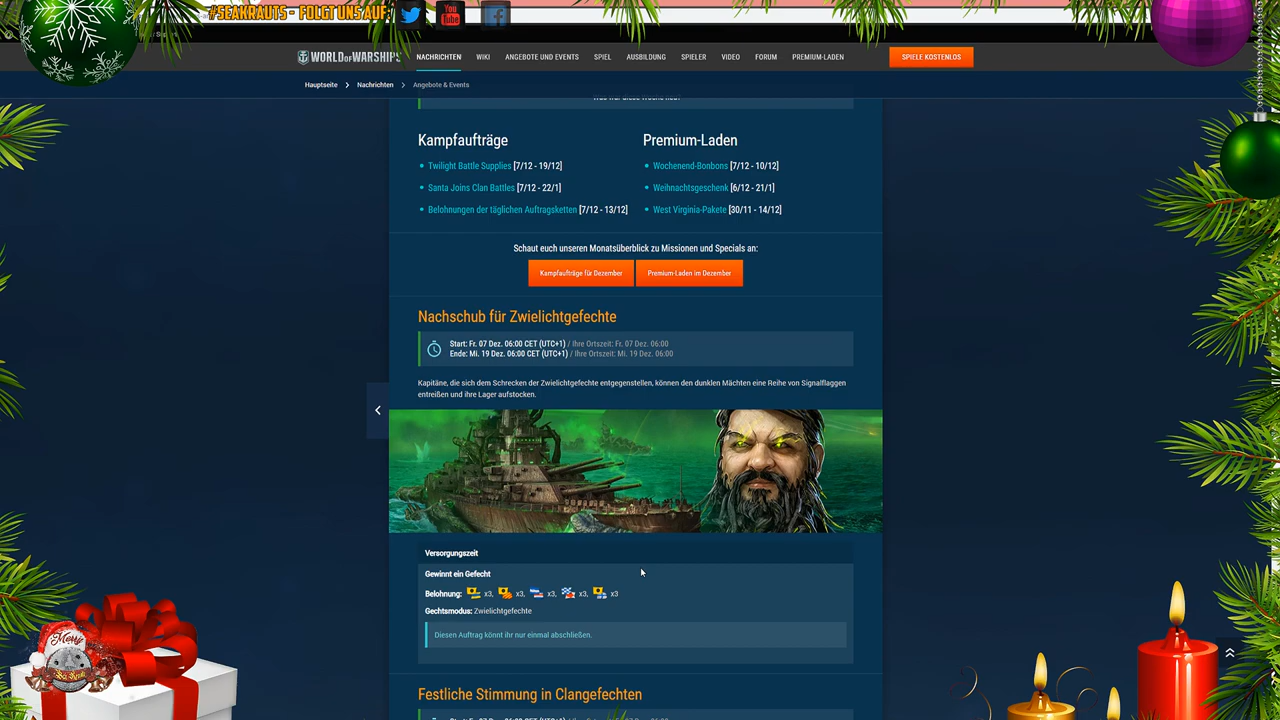 #SEAKRAUTS - FOLGT UNS AUF:
You Tube
WORLD OF WARSHIPS
NACHRICHTEN
WIKI
ANGEBOTE UND EVENTS
SPIEL
AUSBILDUNG
SPIELER
VIDEO
FORUM
PREMIUM-LADEN
SPIELE KOSTENLOS
Hauptseite
Nachrichten
Angebote & Events
Kampfaufträge
Twilight Battle Supplies [7/12 - 19/12]
Santa Joins Clan Battles [7/12 - 22/1]
Belohnungen der täglichen Auftragsketten [7/12 - 13/12]
Premium-Laden
Wochenend-Bonbons [7/12 - 10/12]
Weihnachtsgeschenk [6/12 - 21/1]
West Virginia-Pakete [30/11 - 14/12]
Schaut euch unseren Monatsüberblick zu Missionen und Specials an:
Kampfaufträge für Dezember
Premium-Laden im Dezember
Nachschub für Zwielichtgefechte
Start: Fr. 07 Dez. 06:00 CET (UTC+1) / Ihre Ortszeit: Fr. 07 Dez. 06:00
Ende: Mi. 19 Dez. 06:00 CET (UTC+1) / Ihre Ortszeit: Mi. 19 Dez. 06:00
Kapitäne, die sich dem Schrecken der Zwielichtgefechte entgegenstellen, können den dunklen Mächten eine Reihe von Signalflaggen
entreißen und ihre Lager aufstocken.
Versorgungszeit
Gewinnt ein Gefecht
Belohnung: x3, x3, x3, x3, x3
Gechtsmodus: Zwielichtgefechte
Diesen Auftrag könnt ihr nur einmal abschließen.
Merry
Festliche Stimmung in Clangefechten